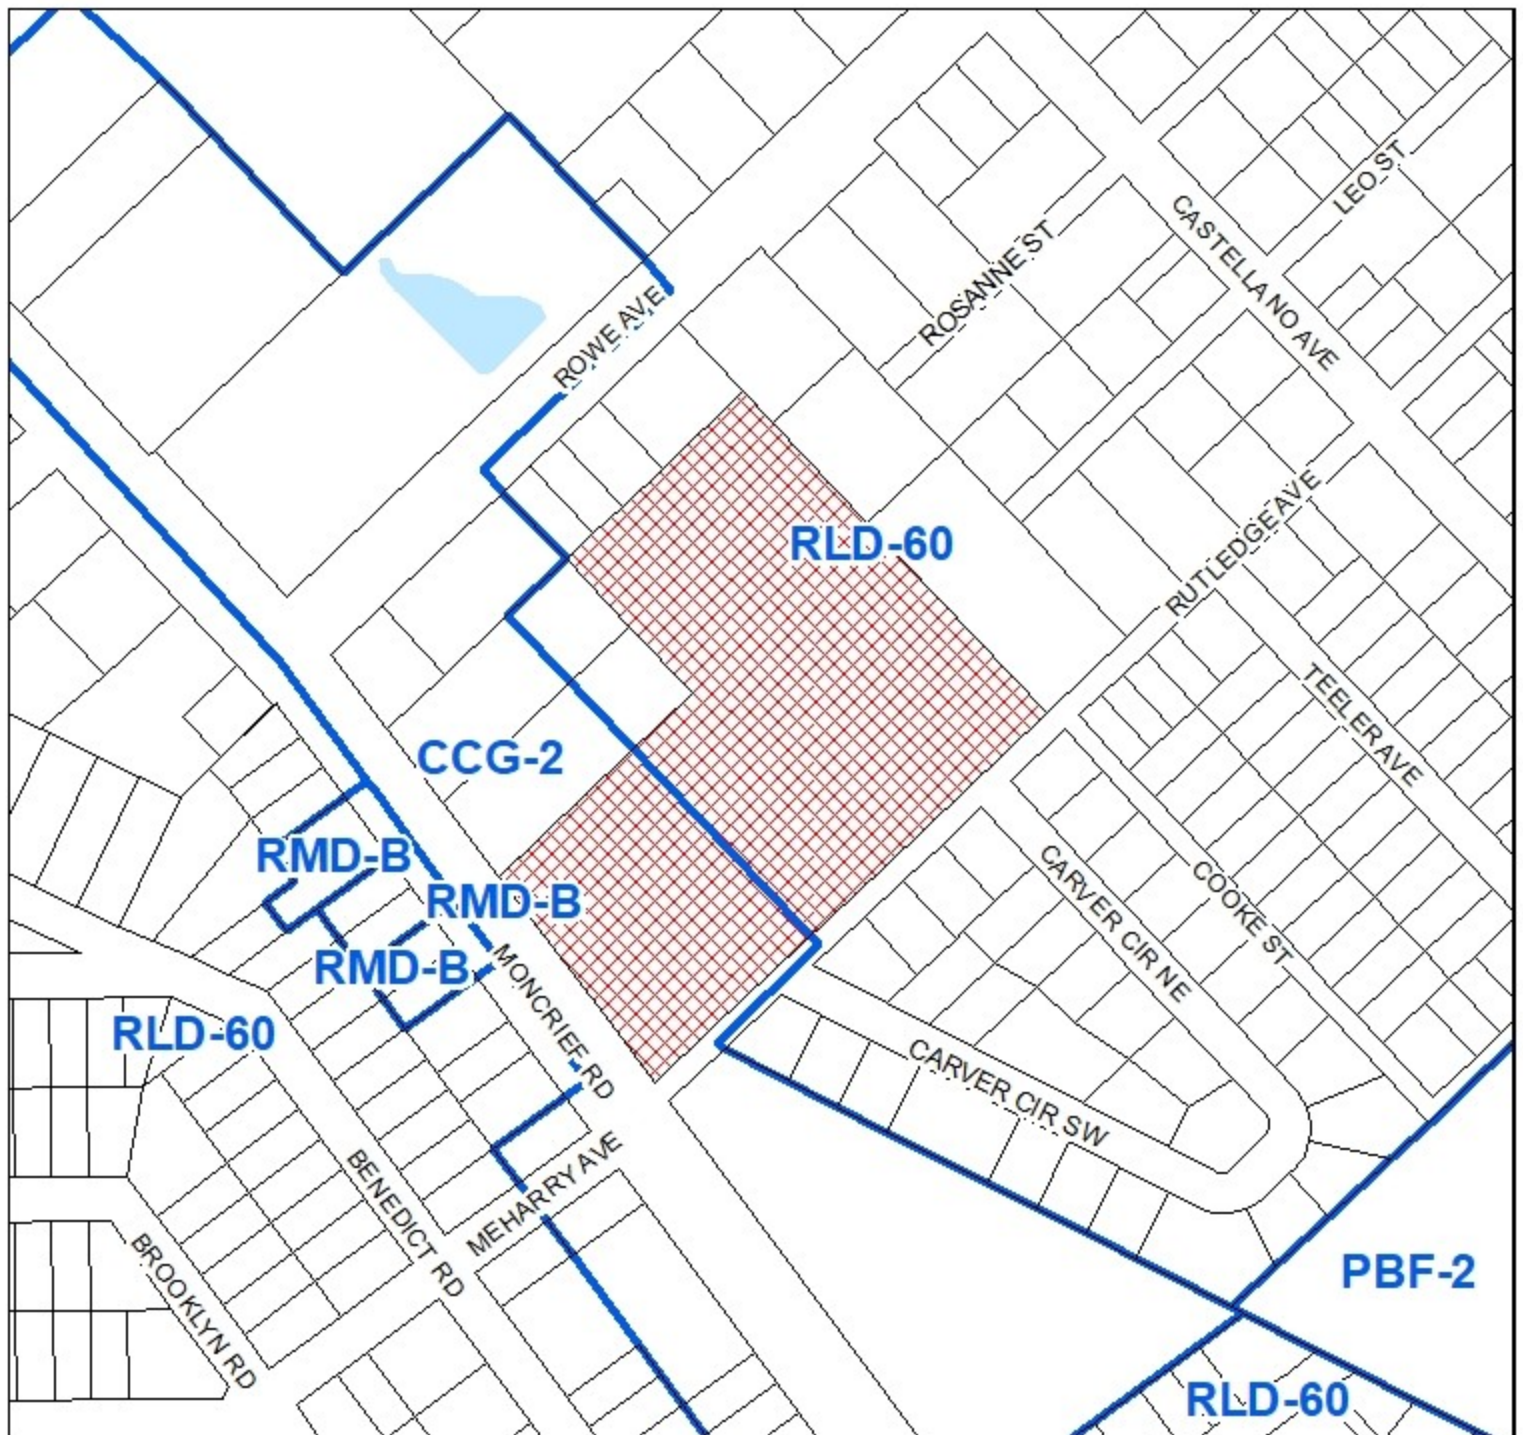 LEO ST
CASTELLANO AVE
ROSANNE ST
ROWE AVE
RLD-60
RUTLEDGE AVE
TEELER AVE
CCG-2
RMD-B
RMD-B
RMD-B
CARVER CIR NE
COOKE ST
MONCRIEF RD
RLD-60
CARVER CIR SW
MEHARRY AVE
BENEDICT RD
BROOKLYN RD
PBF-2
RLD-60